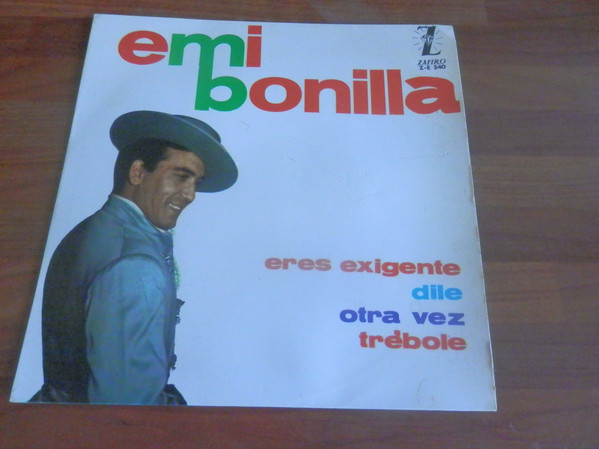 emi
bonilla
Z
ZAFIRO
Z-E 540
eres exigente
dile
otra vez
trébole